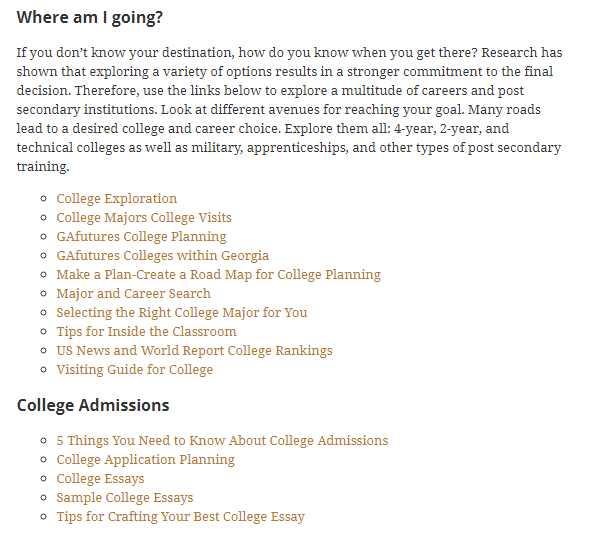 Where am I going?
If you don’t know your destination, how do you know when you get there? Research has
shown that exploring a variety of options results in a stronger commitment to the final
decision. Therefore, use the links below to explore a multitude of careers and post
secondary institutions. Look at different avenues for reaching your goal. Many roads
lead to a desired college and career choice. Explore them all: 4-year, 2-year, and
technical colleges as well as military, apprenticeships, and other types of post secondary
training.
College Exploration
College Majors College Visits
GAfutures College Planning
GAfutures Colleges within Georgia
Make a Plan-Create a Road Map for College Planning
Major and Career Search
Selecting the Right College Major for You
Tips for Inside the Classroom
US News and World Report College Rankings
Visiting Guide for College
College Admissions
5 Things You Need to Know About College Admissions
College Application Planning
College Essays
Sample College Essays
Tips for Crafting Your Best College Essay